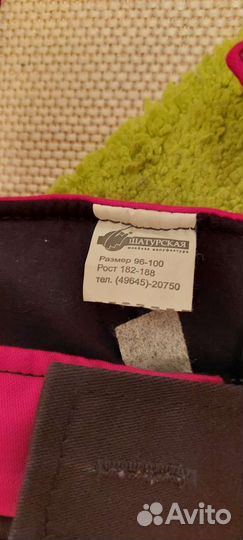 ШАТУРСКАЯ
швейная мануфактура
Размер 96-100
Рост 182-188
тел. (49645)-20750
Avito